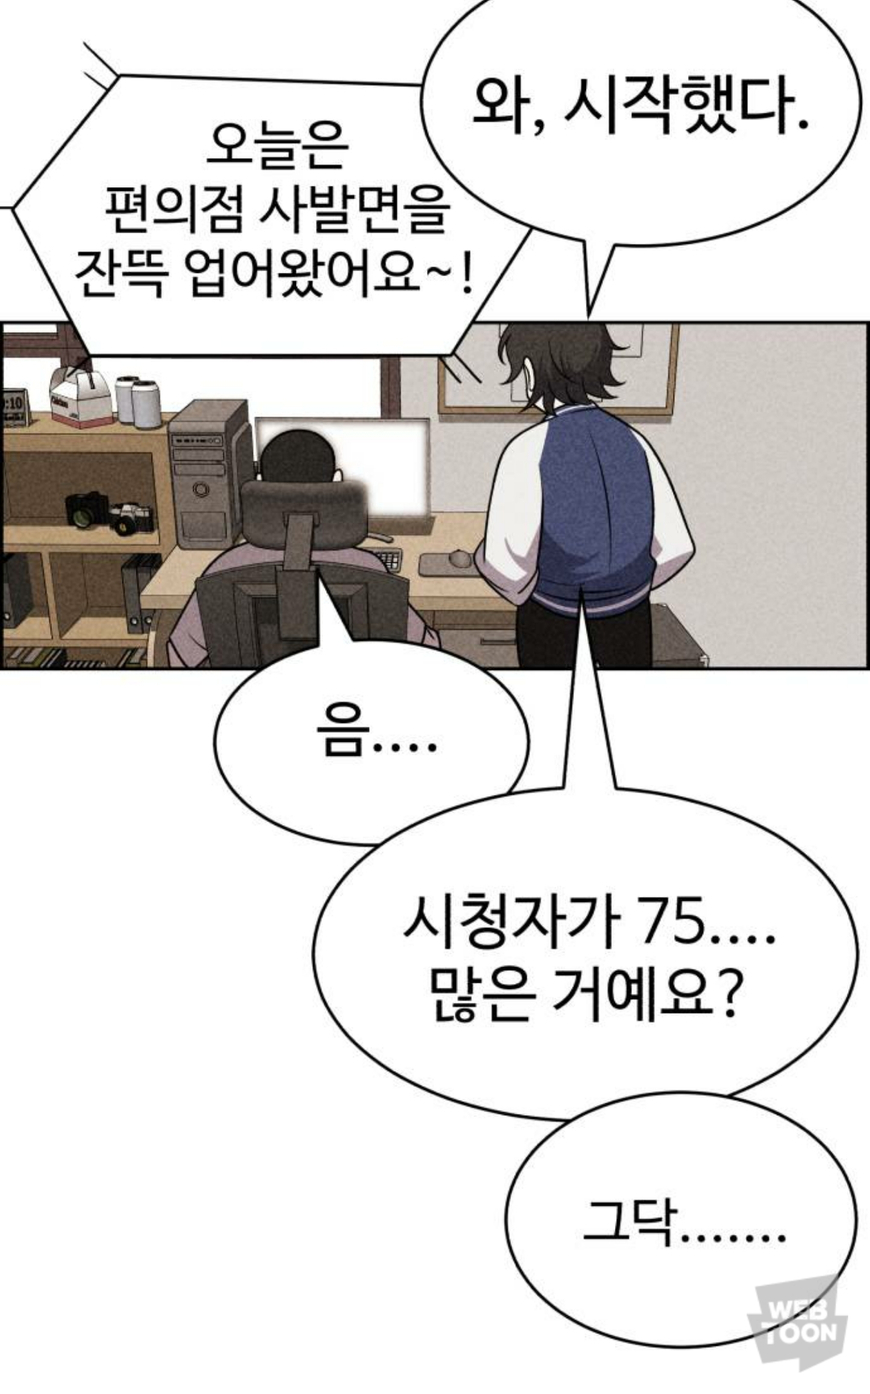 와, 시작했다.
오늘은
편의점 사발면을
잔뜩 업어왔어요~!
:10
음....
시청자가 75....
많은 거예요?
그닥.......
WEB
TOON